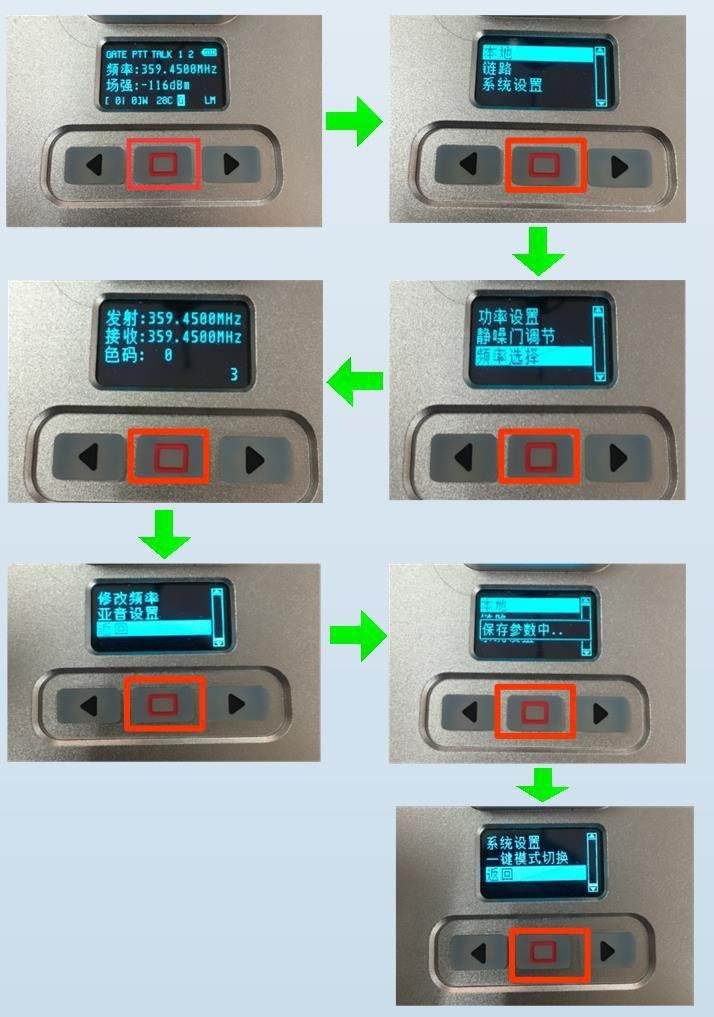 GATE PTT TALK 1 2
频率:359.4500MHz
场强:-116dBm
[ 0| 0]W 28C G LM
本地
链路
系统设置
功率设置
静噪门调节
频率选择
发射:359.4500MHz
接收:359.4500MHz
色码: 0
3
修改频率
亚音设置
返回
本地
保存参数中..
系统设置
一键模式切换
返回